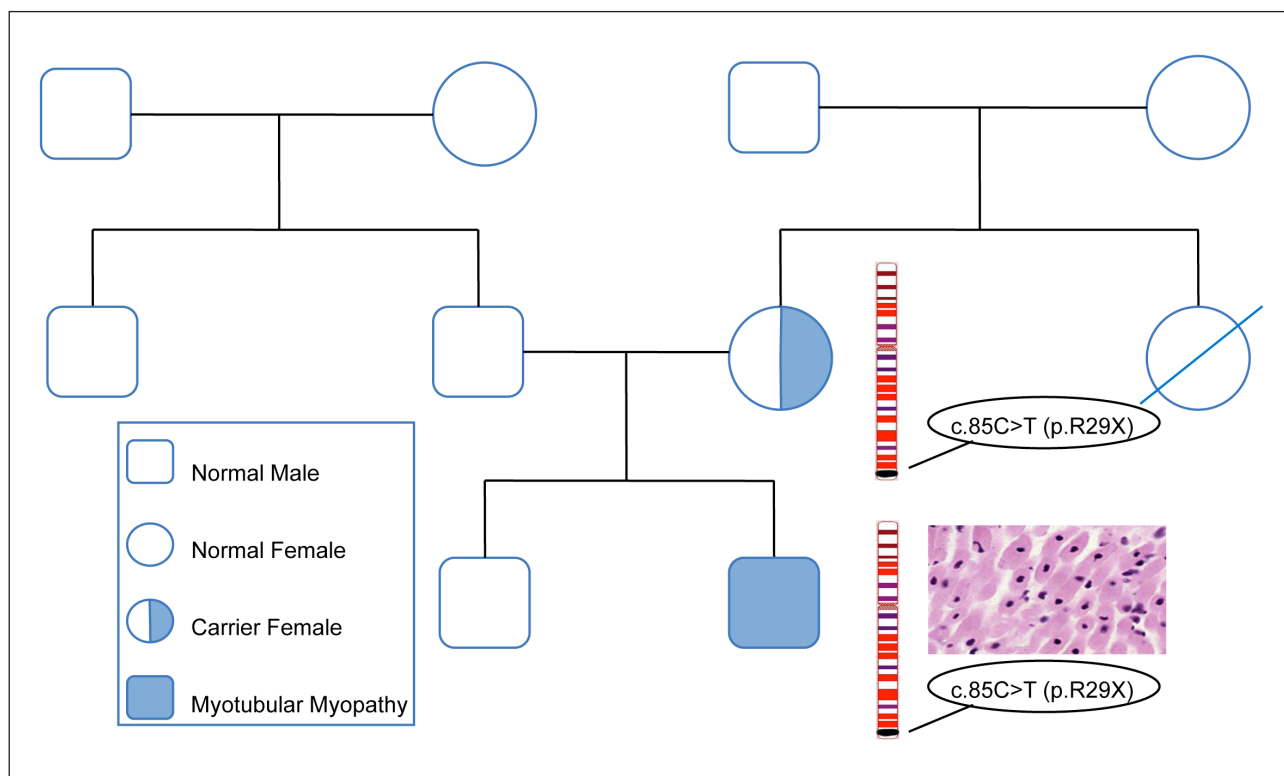 c.85C>T (p.R29X)
Normal Male
Normal Female
Carrier Female
Myotubular Myopathy
c.85C>T (p.R29X)